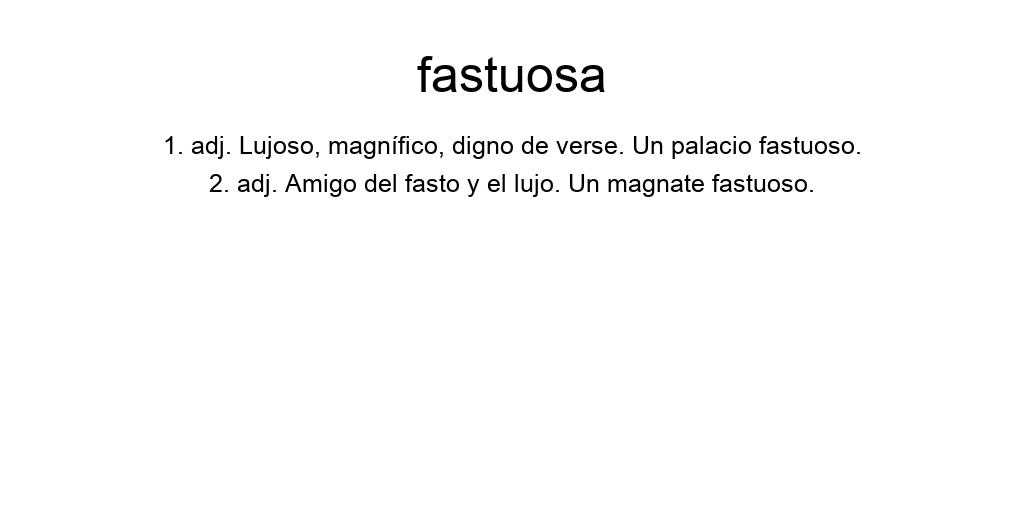 fastuosa
1. adj. Lujoso, magnífico, digno de verse. Un palacio fastuoso.
2. adj. Amigo del fasto y el lujo. Un magnate fastuoso.